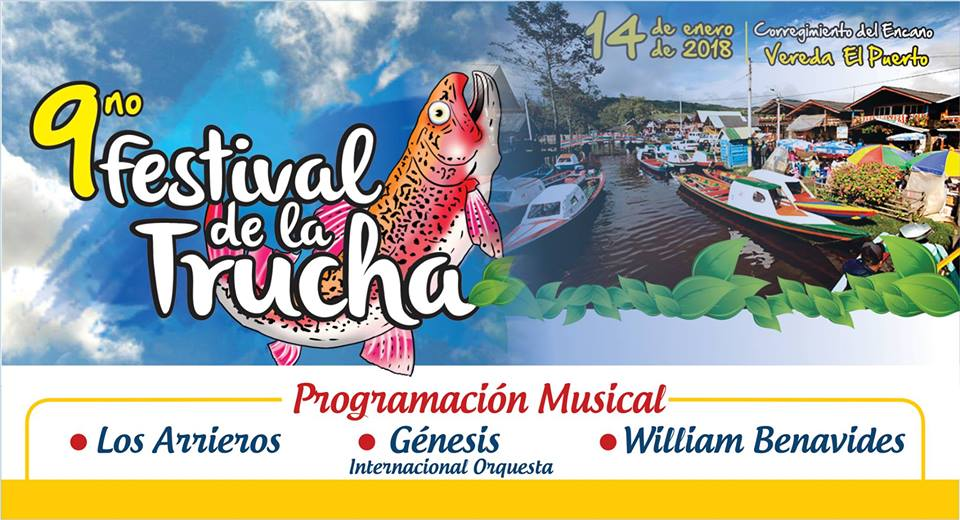 9no
festival
de la
Trucha
14 de enero
de 2018
Corregimiento del Encano
Vereda El Puerto
Programación Musical
• Los Arrieros
• Génesis
Internacional Orquesta
• William Benavides